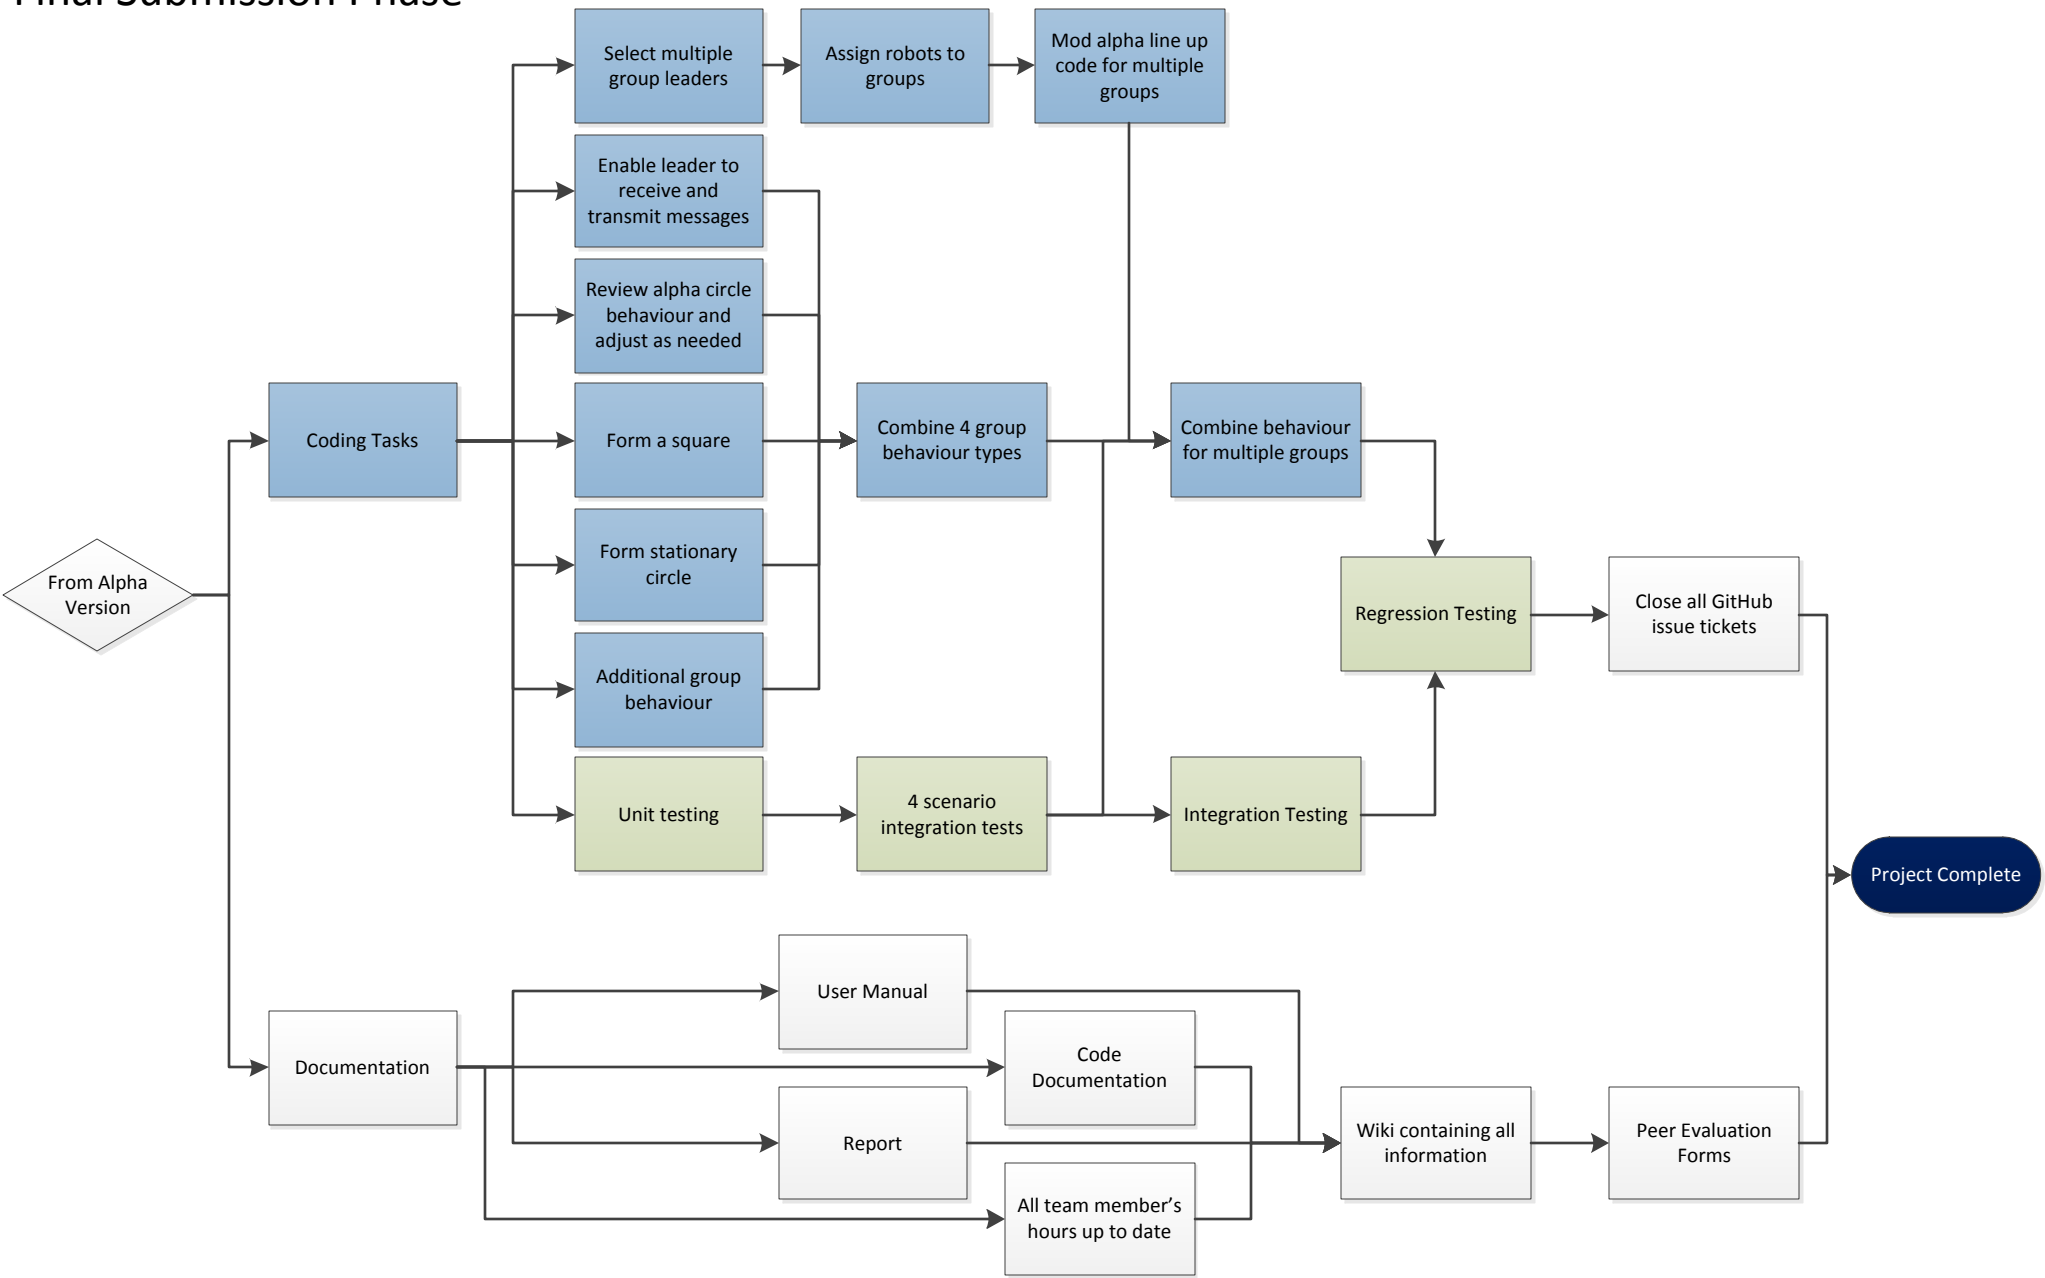 Final Submission Phase
Select multiple
group leaders
Assign robots to
groups
Mod alpha line up
code for multiple
groups
Enable leader to
receive and
transmit messages
Review alpha circle
behaviour and
adjust as needed
Coding Tasks
Form a square
Combine 4 group
behaviour types
Combine behaviour
for multiple groups
From Alpha
Version
Form stationary
circle
Regression Testing
Close all GitHub
issue tickets
Additional group
behaviour
Unit testing
4 scenario
integration tests
Integration Testing
Project Complete
User Manual
Documentation
Code
Documentation
Report
Wiki containing all
information
Peer Evaluation
Forms
All team member’s
hours up to date